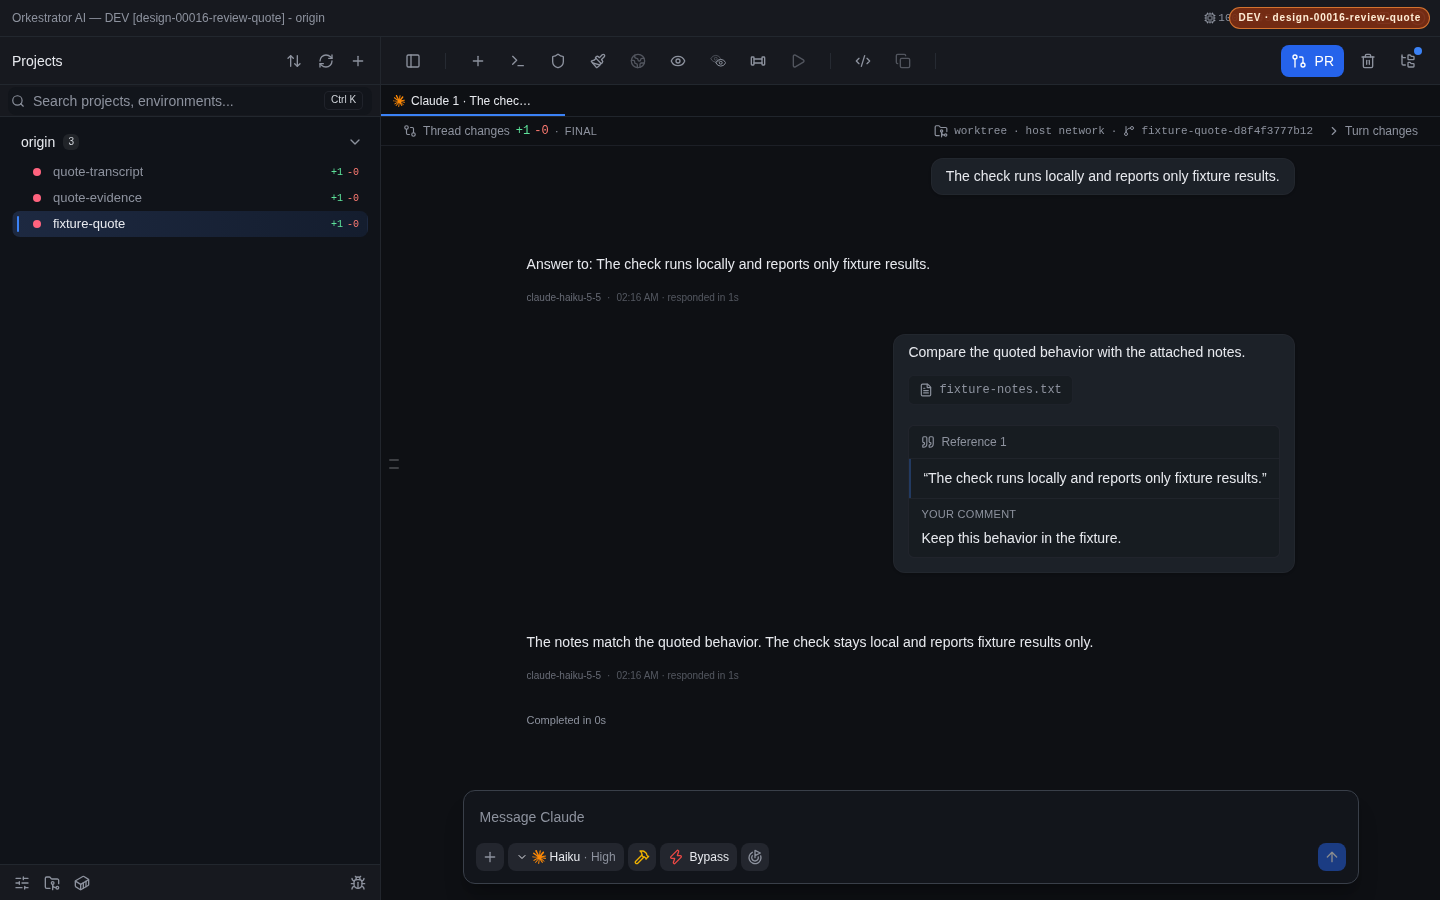 Orkestrator AI — DEV [design-00016-review-quote] - origin
DEV · design-00016-review-quote
Projects
PR
Search projects, environments...
Ctrl K
Claude 1 · The chec…
Thread changes +1 -0 · FINAL
worktree · host network · fixture-quote-d8f4f3777b12
Turn changes
origin 3
quote-transcript +1 -0
quote-evidence +1 -0
fixture-quote +1 -0
The check runs locally and reports only fixture results.
Answer to: The check runs locally and reports only fixture results.
claude-haiku-5-5 · 02:16 AM · responded in 1s
Compare the quoted behavior with the attached notes.
fixture-notes.txt
Reference 1
“The check runs locally and reports only fixture results.”
YOUR COMMENT
Keep this behavior in the fixture.
The notes match the quoted behavior. The check stays local and reports fixture results only.
claude-haiku-5-5 · 02:16 AM · responded in 1s
Completed in 0s
Message Claude
Haiku · High
Bypass